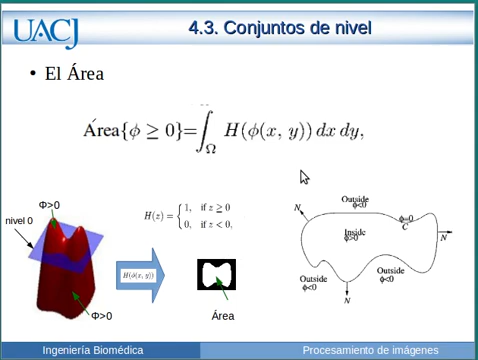 UACJ
4.3. Conjuntos de nivel
• El Área
Área{ϕ ≥ 0}=∫_Ω H(ϕ(x, y)) dx dy,
Φ>0
nivel 0
H(z) = { 1, if z ≥ 0
0, if z < 0,
H(ϕ(x, y))
Φ>0
Área
Outside
ϕ<0
N
ϕ=0
C
Inside
ϕ>0
N
Outside
ϕ<0
Outside
ϕ<0
N
Ingeniería Biomédica
Procesamiento de imágenes